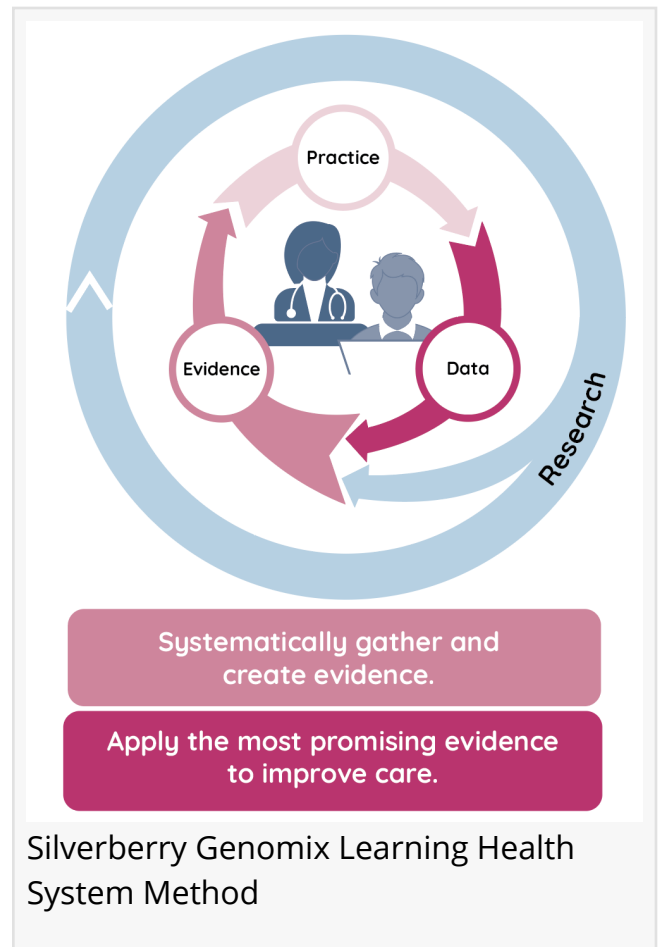 Practice
Evidence
Data
Research
Systematically gather and
create evidence.
Apply the most promising evidence
to improve care.
Silverberry Genomix Learning Health
System Method